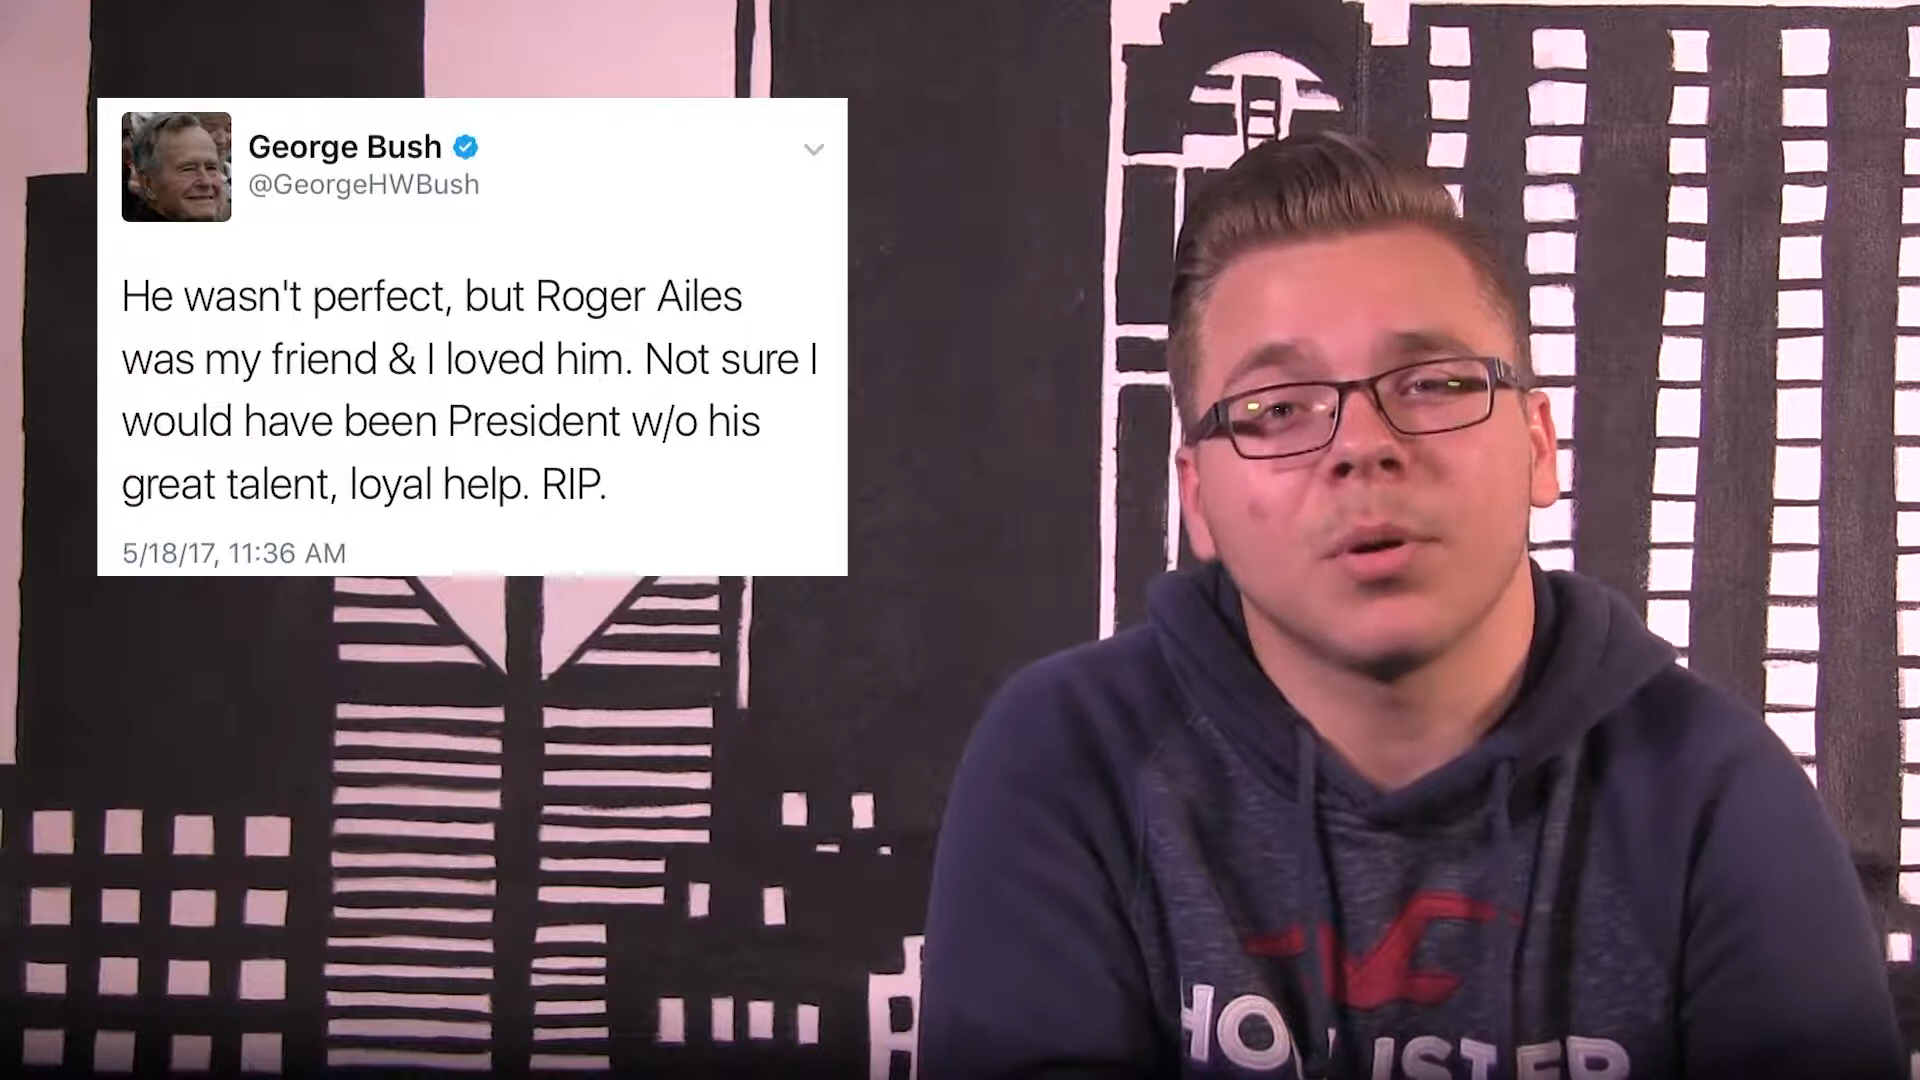 George Bush
@GeorgeHWBush
He wasn't perfect, but Roger Ailes
was my friend & I loved him. Not sure I
would have been President w/o his
great talent, loyal help. RIP.
5/18/17, 11:36 AM
HOLLISTER